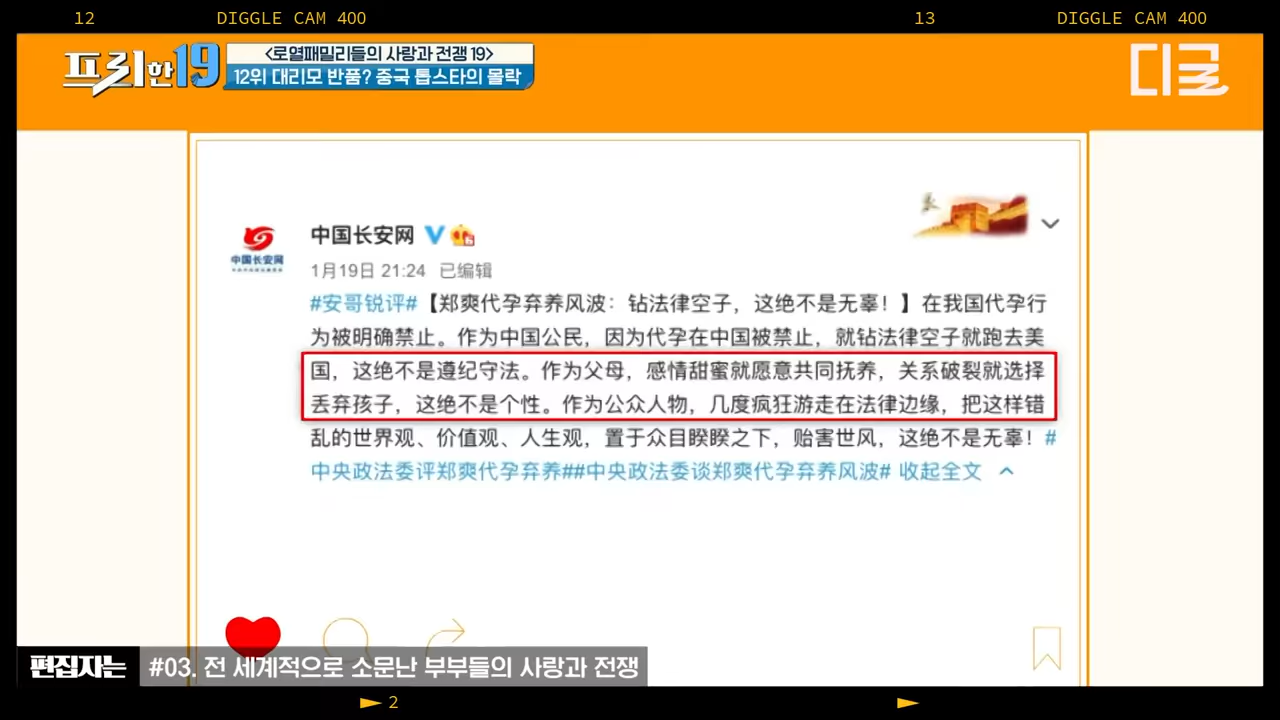 12 DIGGLE CAM 400 13 DIGGLE CAM 400
프리한19
<로열패밀리들의 사랑과 전쟁 19>
12위 대리모 반품? 중국 톱스타의 몰락
디글
中国长安网
中国长安网
1月19日 21:24 已编辑
#安哥锐评#【郑爽代孕弃养风波：钻法律空子，这绝不是无辜！】在我国代孕行
为被明确禁止。作为中国公民，因为代孕在中国被禁止，就钻法律空子就跑去美
国，这绝不是遵纪守法。作为父母，感情甜蜜就愿意共同抚养，关系破裂就选择
丢弃孩子，这绝不是个性。作为公众人物，几度疯狂游走在法律边缘，把这样错
乱的世界观、价值观、人生观，置于众目睽睽之下，贻害世风，这绝不是无辜！#
中央政法委评郑爽代孕弃养##中央政法委谈郑爽代孕弃养风波# 收起全文
편집자는 #03. 전 세계적으로 소문난 부부들의 사랑과 전쟁
2